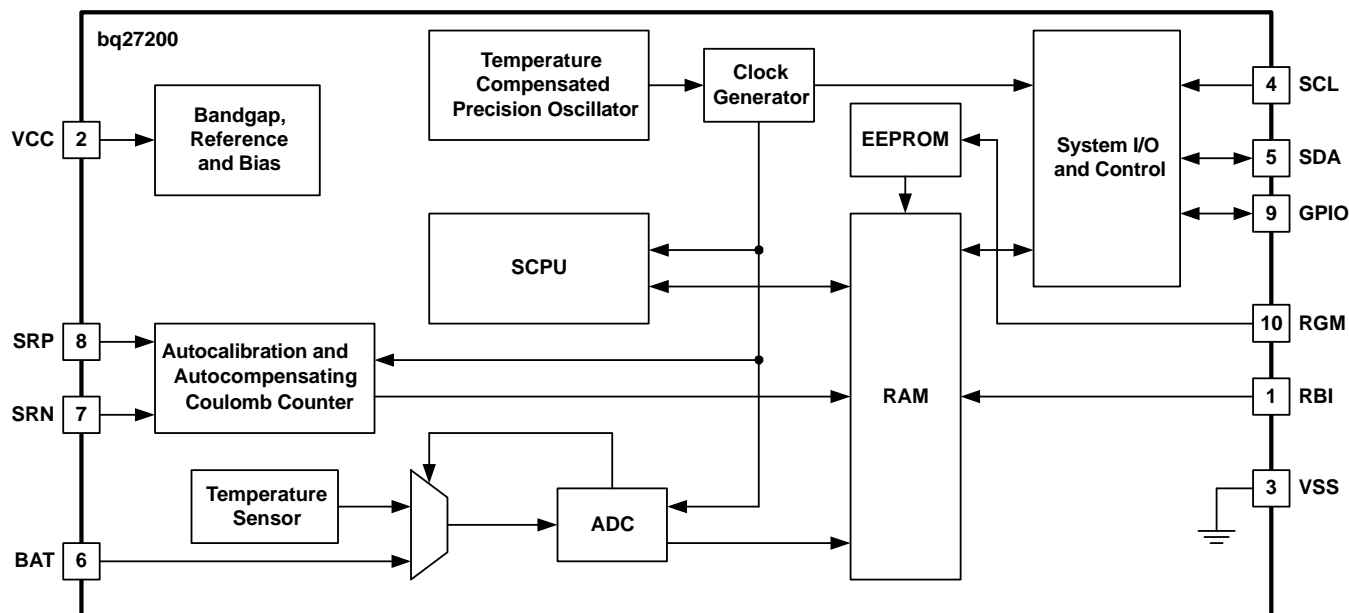 bq27200
Temperature
Compensated
Precision Oscillator
Clock
Generator
4
SCL
Bandgap,
Reference
and Bias
VCC
2
EEPROM
System I/O
and Control
5
SDA
9
GPIO
SCPU
10
RGM
SRP
8
Autocalibration and
Autocompensating
Coulomb Counter
RAM
1
RBI
SRN
7
Temperature
Sensor
3
VSS
ADC
BAT
6